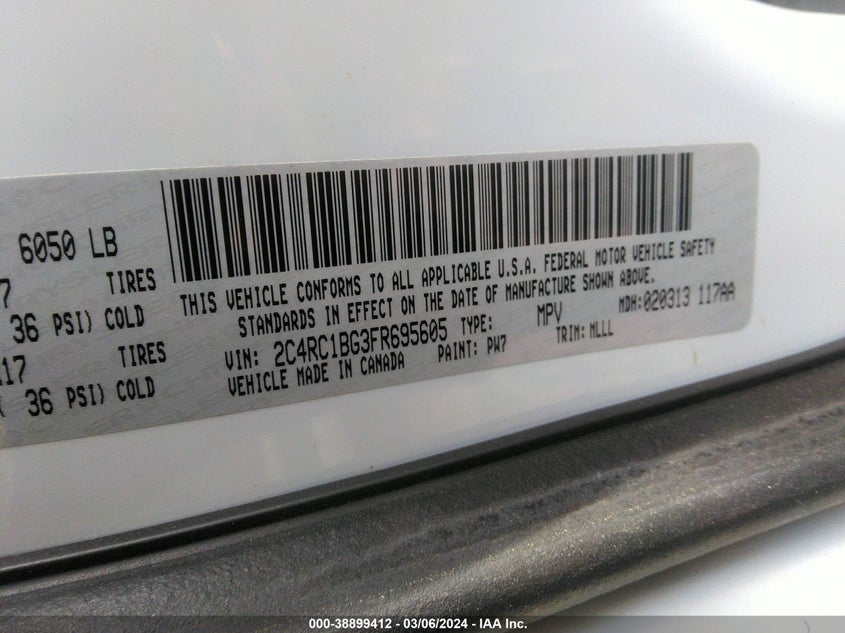 6050 LB
7 TIRES
36 PSI) COLD
17 TIRES
( 36 PSI) COLD
THIS VEHICLE CONFORMS TO ALL APPLICABLE U.S.A. FEDERAL MOTOR VEHICLE SAFETY
STANDARDS IN EFFECT ON THE DATE OF MANUFACTURE SHOWN ABOVE.
VIN: 2C4RC1BG3FR695605 TYPE: MPV MDH:020313 117AA
VEHICLE MADE IN CANADA PAINT: PW7 TRIM: MLLL
000-38899412 - 03/06/2024 - IAA Inc.